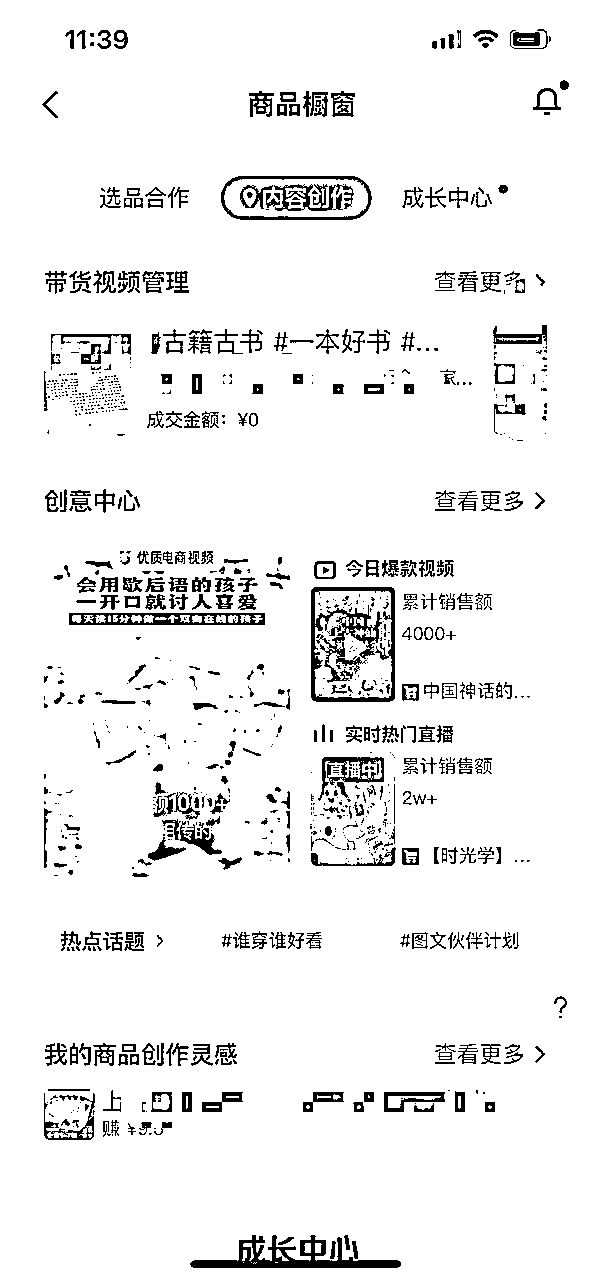 11:39
商品橱窗
选品合作
内容创作
成长中心
带货视频管理
查看更多
#古籍古书 #一本好书 #...
成交金额：¥0
创意中心
查看更多
优质电商视频
会用歇后语的孩子
一开口就讨人喜爱
每天读15分钟做一个双向在线的孩子
今日爆款视频
累计销售额
4000+
中国神话的...
实时热门直播
直播中
累计销售额
2w+
【时光学】...
热点话题
#谁穿谁好看
#图文伙伴计划
?
我的商品创作灵感
查看更多
赚
成长中心